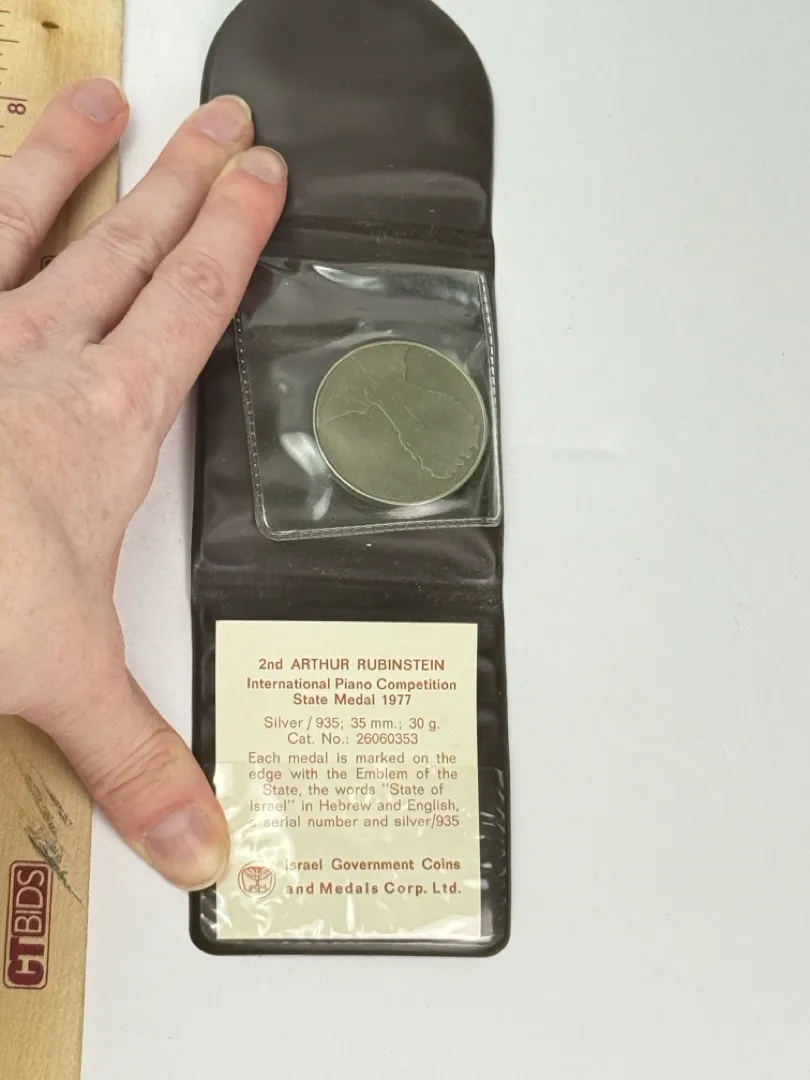 8
2nd ARTHUR RUBINSTEIN
International Piano Competition
State Medal 1977
Silver / 935; 35 mm.; 30 g.
Cat. No.: 26060353
Each medal is marked on the
edge with the Emblem of the
State, the words "State of
Israel" in Hebrew and English,
a serial number and silver/935
Israel Government Coins
and Medals Corp. Ltd.
CTBIDS